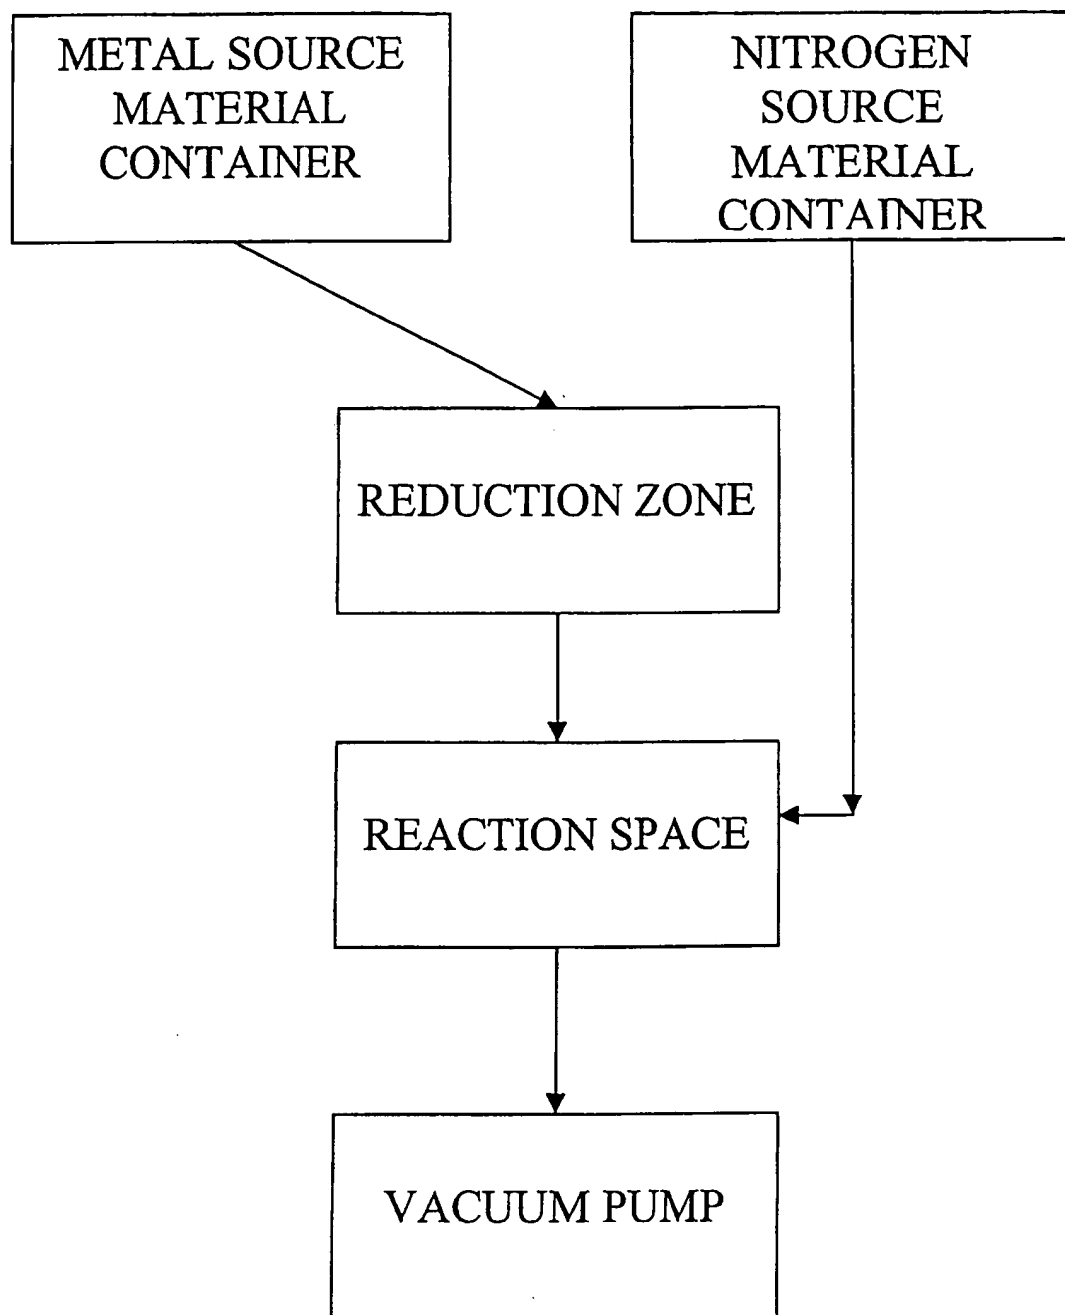 METAL SOURCE
MATERIAL
CONTAINER
NITROGEN
SOURCE
MATERIAL
CONTAINER
REDUCTION ZONE
REACTION SPACE
VACUUM PUMP